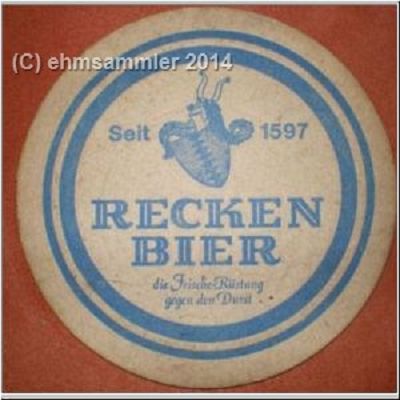 (C) ehmsammler 2014
Seit 1597
RECKEN
BIER
die Frische-Rüstung
gegen den Durst